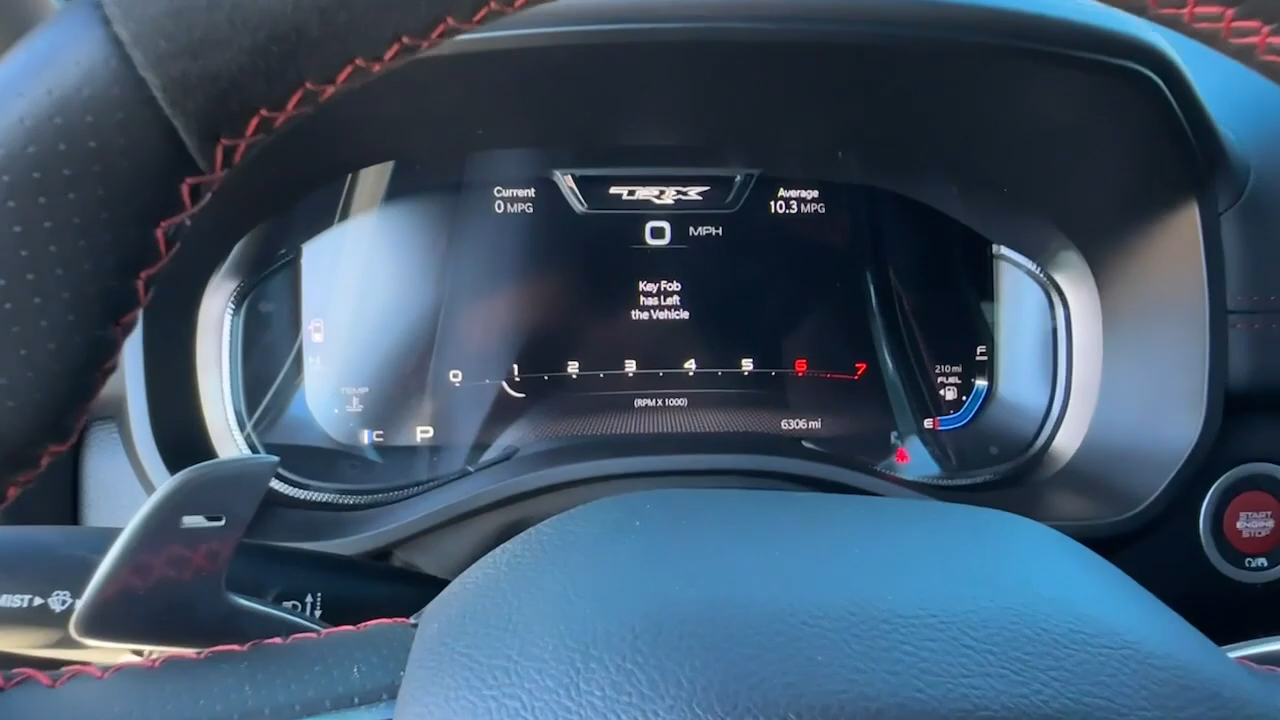 Current
0 MPG
TRX
Average
10.3 MPG
0 MPH
Key Fob
has Left
the Vehicle
0 1 2 3 4 5 6 7
(RPM X 1000)
6306 mi
TEMP
C
P
F
210 mi
FUEL
E
START
ENGINE
STOP
MIST